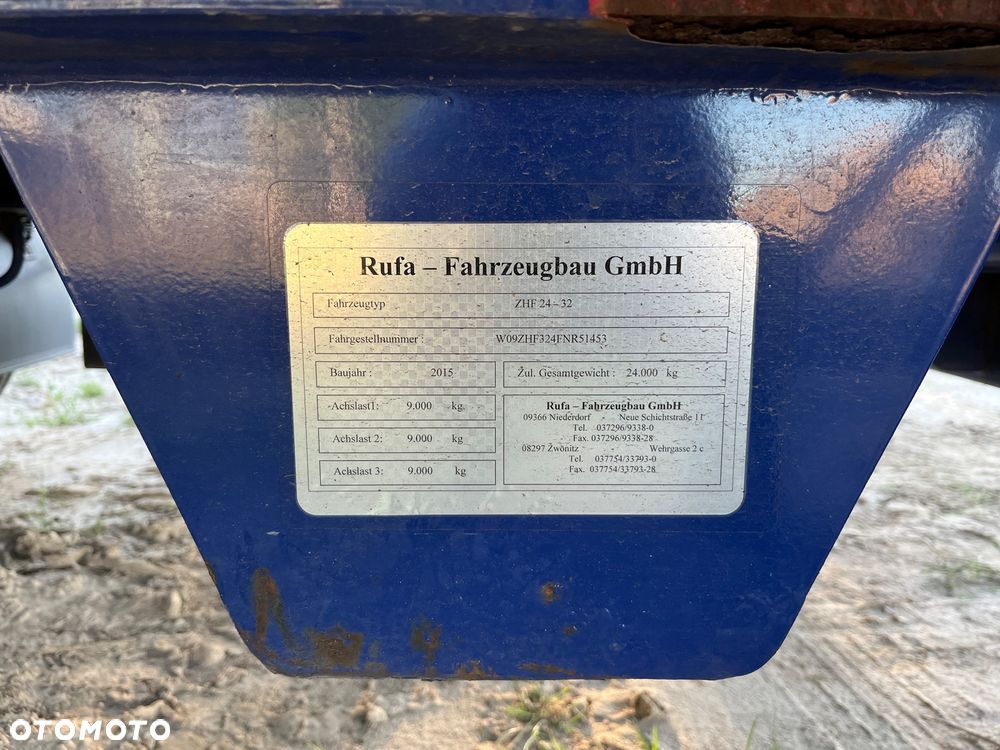 Rufa – Fahrzeugbau GmbH
Fahrzeugtyp ZHF 24 – 32
Fahrgestellnummer : W09ZHF324FNR51453
Baujahr : 2015 Zul. Gesamtgewicht : 24.000 kg
Achslast1: 9.000 kg
Achslast 2: 9.000 kg
Achslast 3: 9.000 kg
Rufa – Fahrzeugbau GmbH
09366 Niederdorf - Neue Schichtstraße 11
Tel. 037296/9338-0
Fax. 037296/9338-28
08297 Zwönitz - Wehrgasse 2 c
Tel. 037754/33793-0
Fax. 037754/33793-28
OTOMOTO